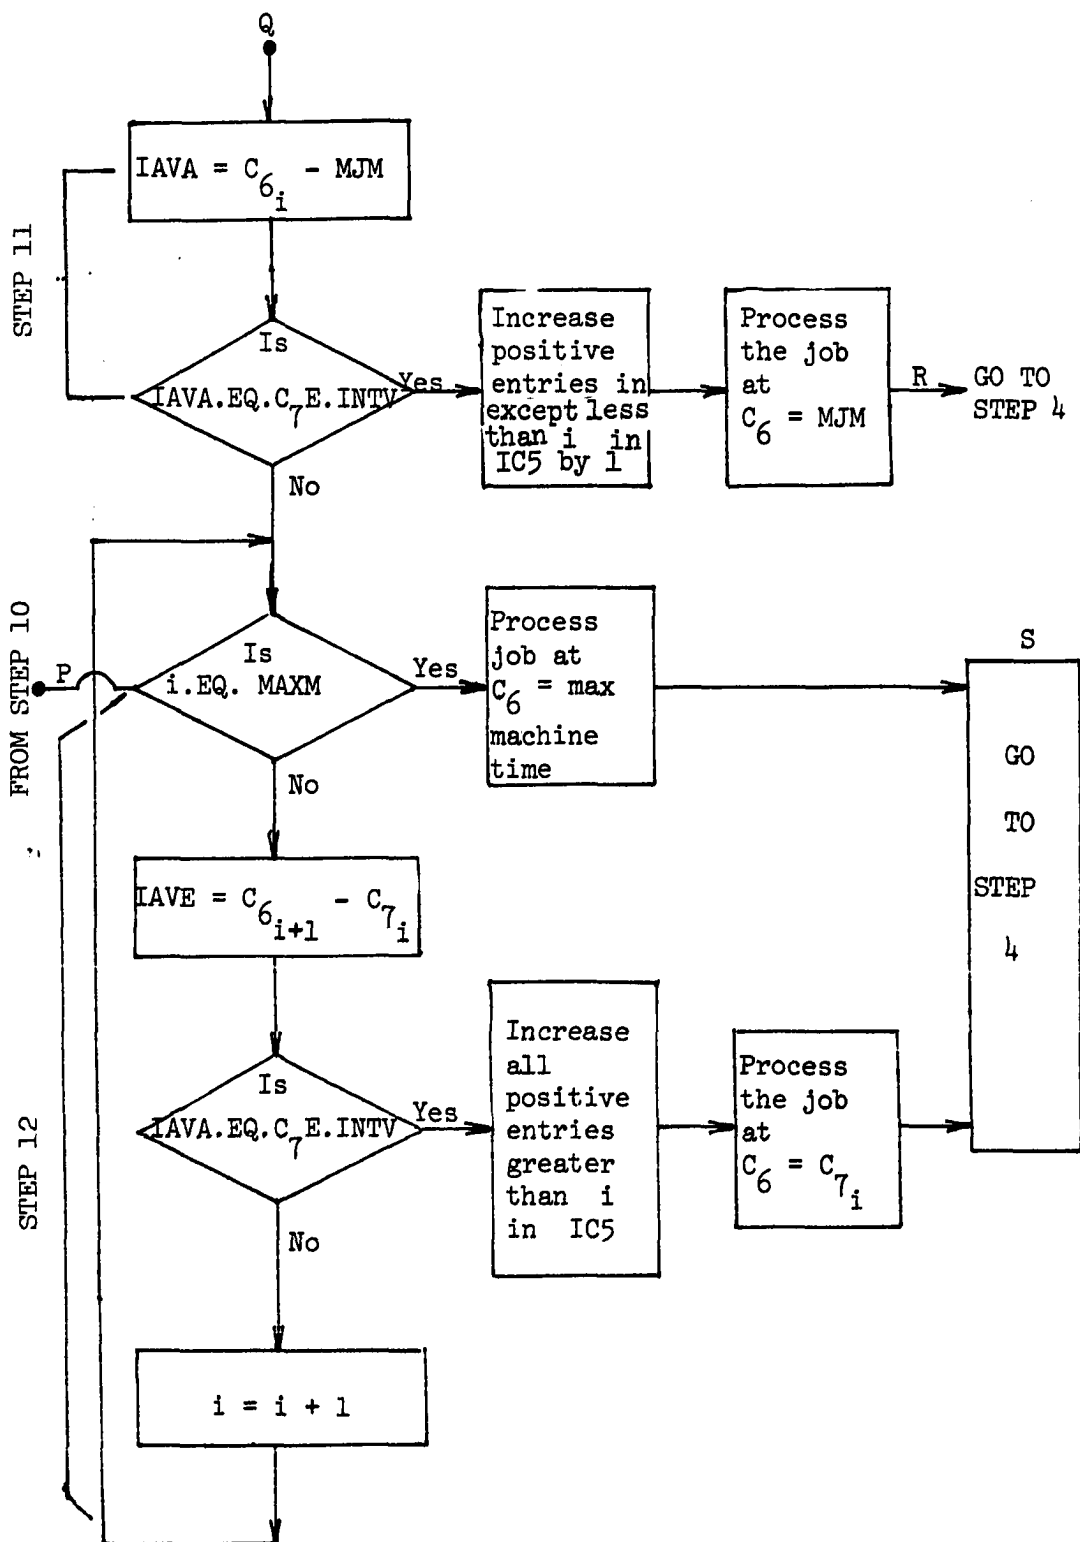 Q
IAVA = C6i - MJM
STEP 11
Is
IAVA.EQ.C7E.INTV
Yes
Increase
positive
entries in
except less
than i in
IC5 by 1
Process
the job
at
C6 = MJM
R
GO TO
STEP 4
No
FROM STEP 10
P
Is
i.EQ. MAXM
Yes
Process
job at
C6 = max
machine
time
S
GO
TO
STEP
4
No
IAVE = C6i+1 - C7i
STEP 12
Is
IAVA.EQ.C7E.INTV
Yes
Increase
all
positive
entries
greater
than i
in IC5
Process
the job
at
C6 = C7i
No
i = i + 1